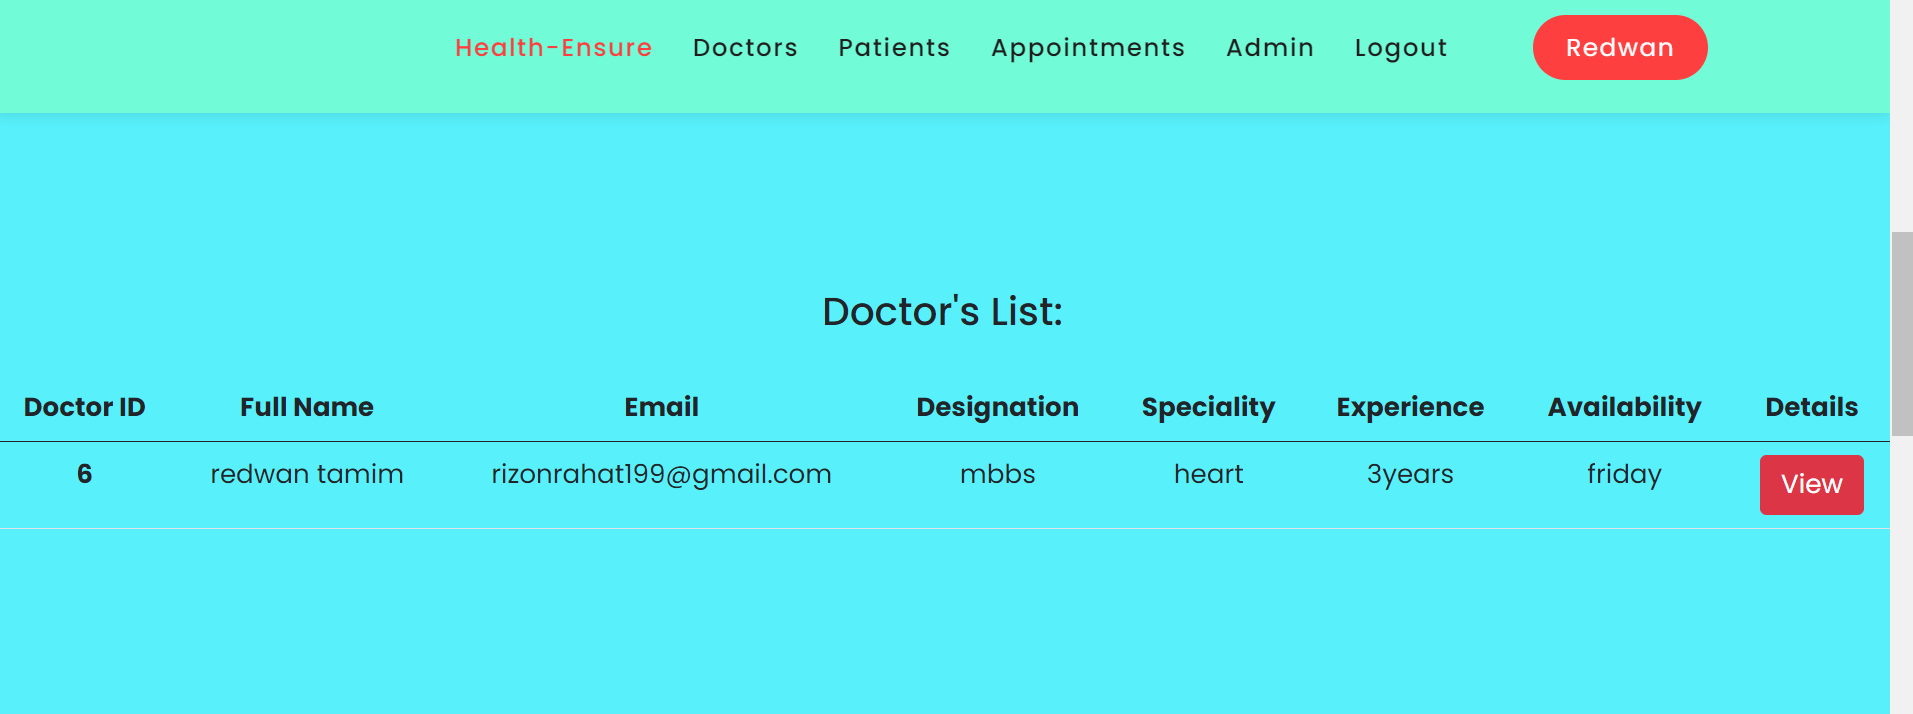 Health-Ensure Doctors Patients Appointments Admin Logout Redwan
Doctor's List:
Doctor ID Full Name Email Designation Speciality Experience Availability Details
6 redwan tamim rizonrahat199@gmail.com mbbs heart 3years friday View